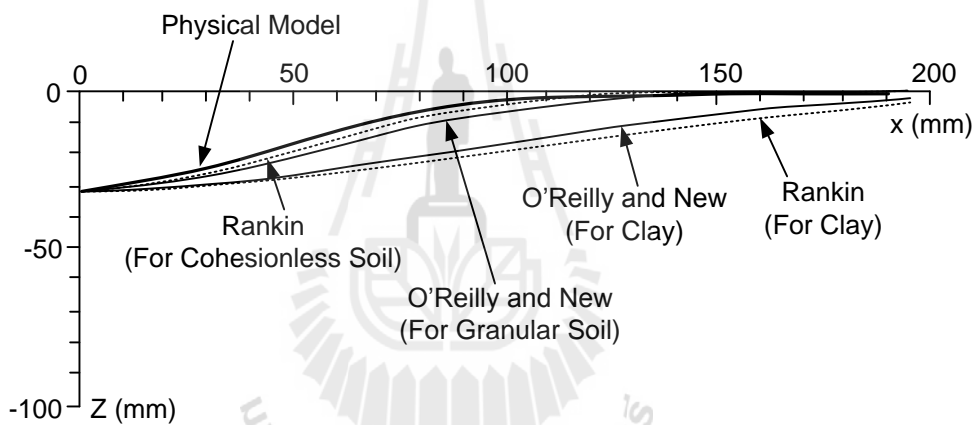 Physical Model
0
50
100
150
200
0
x (mm)
O'Reilly and New
(For Clay)
Rankin
(For Clay)
Rankin
(For Cohesionless Soil)
-50
O'Reilly and New
(For Granular Soil)
-100
Z (mm)